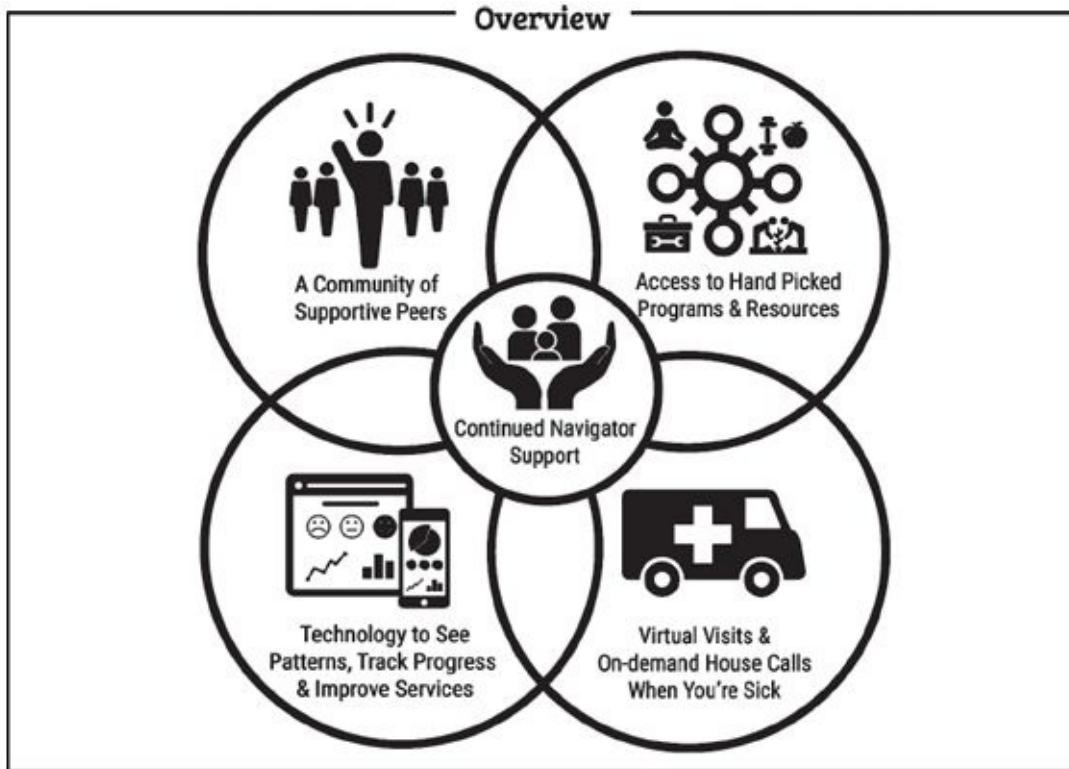 Overview
A Community of
Supportive Peers
Access to Hand Picked
Programs & Resources
Continued Navigator
Support
Technology to See
Patterns, Track Progress
& Improve Services
Virtual Visits &
On-demand House Calls
When You're Sick